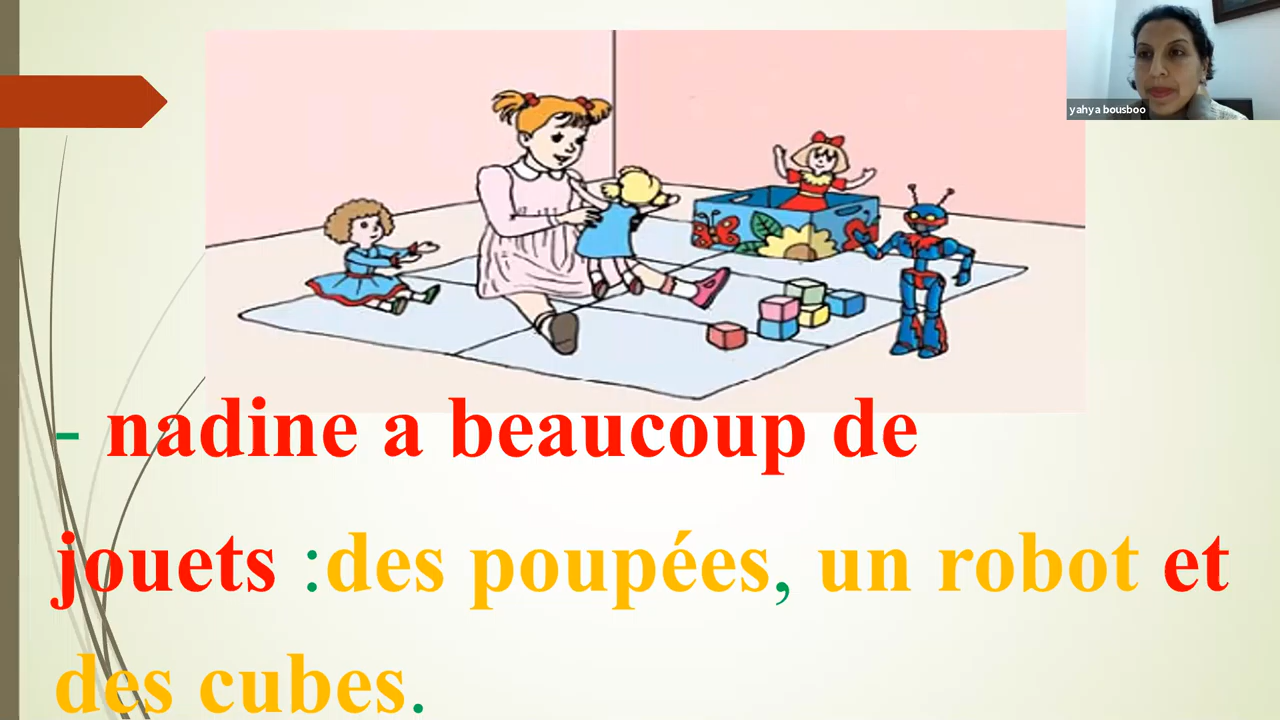 yahya bousboo
- nadine a beaucoup de
jouets :des poupées, un robot et
des cubes.